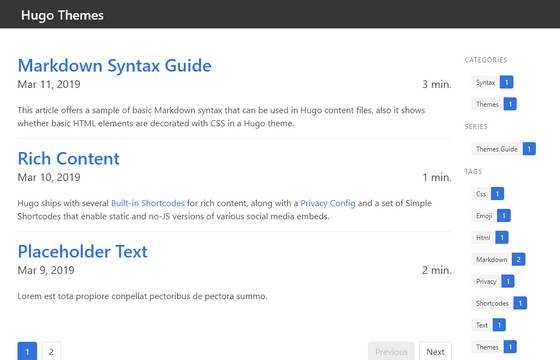 Hugo Themes
Markdown Syntax Guide
Mar 11, 2019 3 min.
This article offers a sample of basic Markdown syntax that can be used in Hugo content files, also it shows
whether basic HTML elements are decorated with CSS in a Hugo theme.
Rich Content
Mar 10, 2019 1 min.
Hugo ships with several Built-in Shortcodes for rich content, along with a Privacy Config and a set of Simple
Shortcodes that enable static and no-JS versions of various social media embeds.
Placeholder Text
Mar 9, 2019 2 min.
Lorem est tota propiore conpellat pectoribus de pectora summo.
1 2 Previous Next
CATEGORIES
Syntax 1
Themes 1
SERIES
Themes Guide 1
TAGS
Css 1
Emoji 1
Html 1
Markdown 2
Privacy 1
Shortcodes 1
Text 1
Themes 1